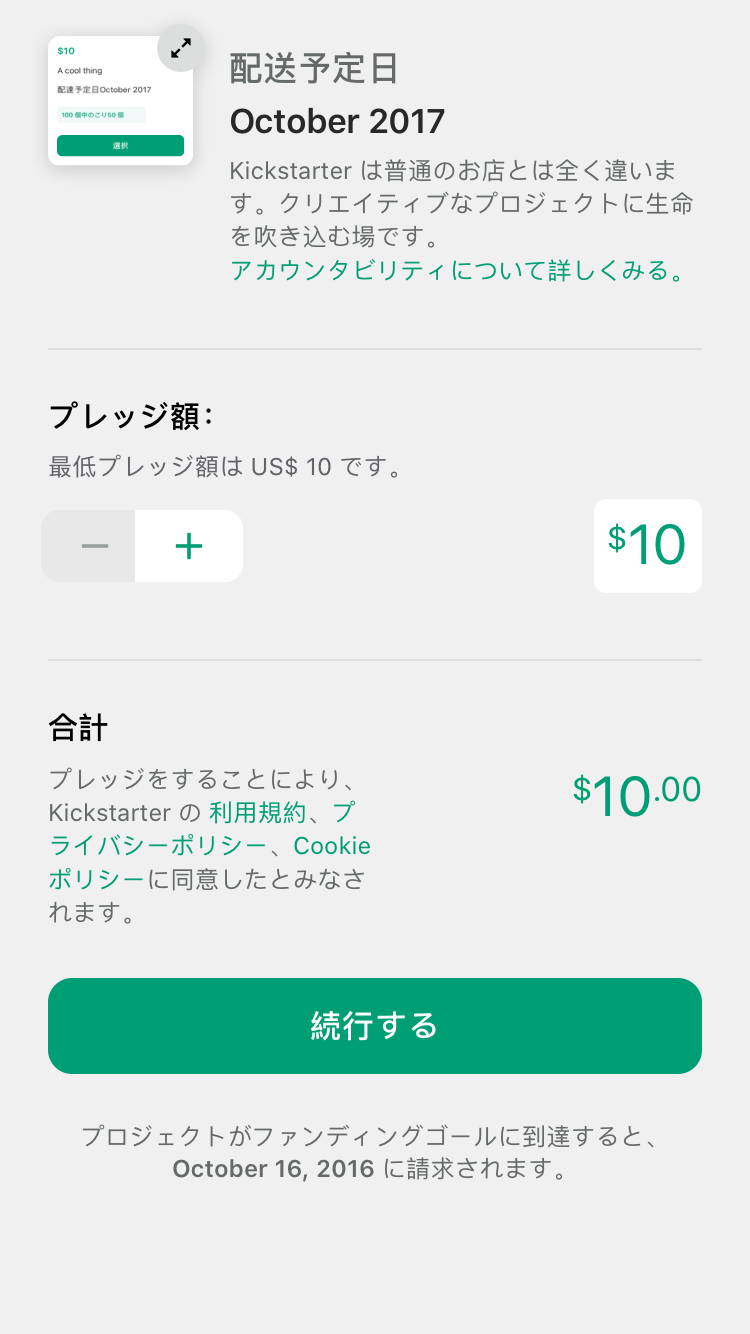 $10
A cool thing
配達予定日October 2017
100 個中のこり50 個
選択
配送予定日
October 2017
Kickstarter は普通のお店とは全く違いま
す。クリエイティブなプロジェクトに生命
を吹き込む場です。
アカウンタビリティについて詳しくみる。
プレッジ額：
最低プレッジ額は US$ 10 です。
$10
合計
プレッジをすることにより、
Kickstarter の 利用規約、プ
ライバシーポリシー、Cookie
ポリシーに同意したとみなさ
れます。
$10.00
続行する
プロジェクトがファンディングゴールに到達すると、
October 16, 2016 に請求されます。